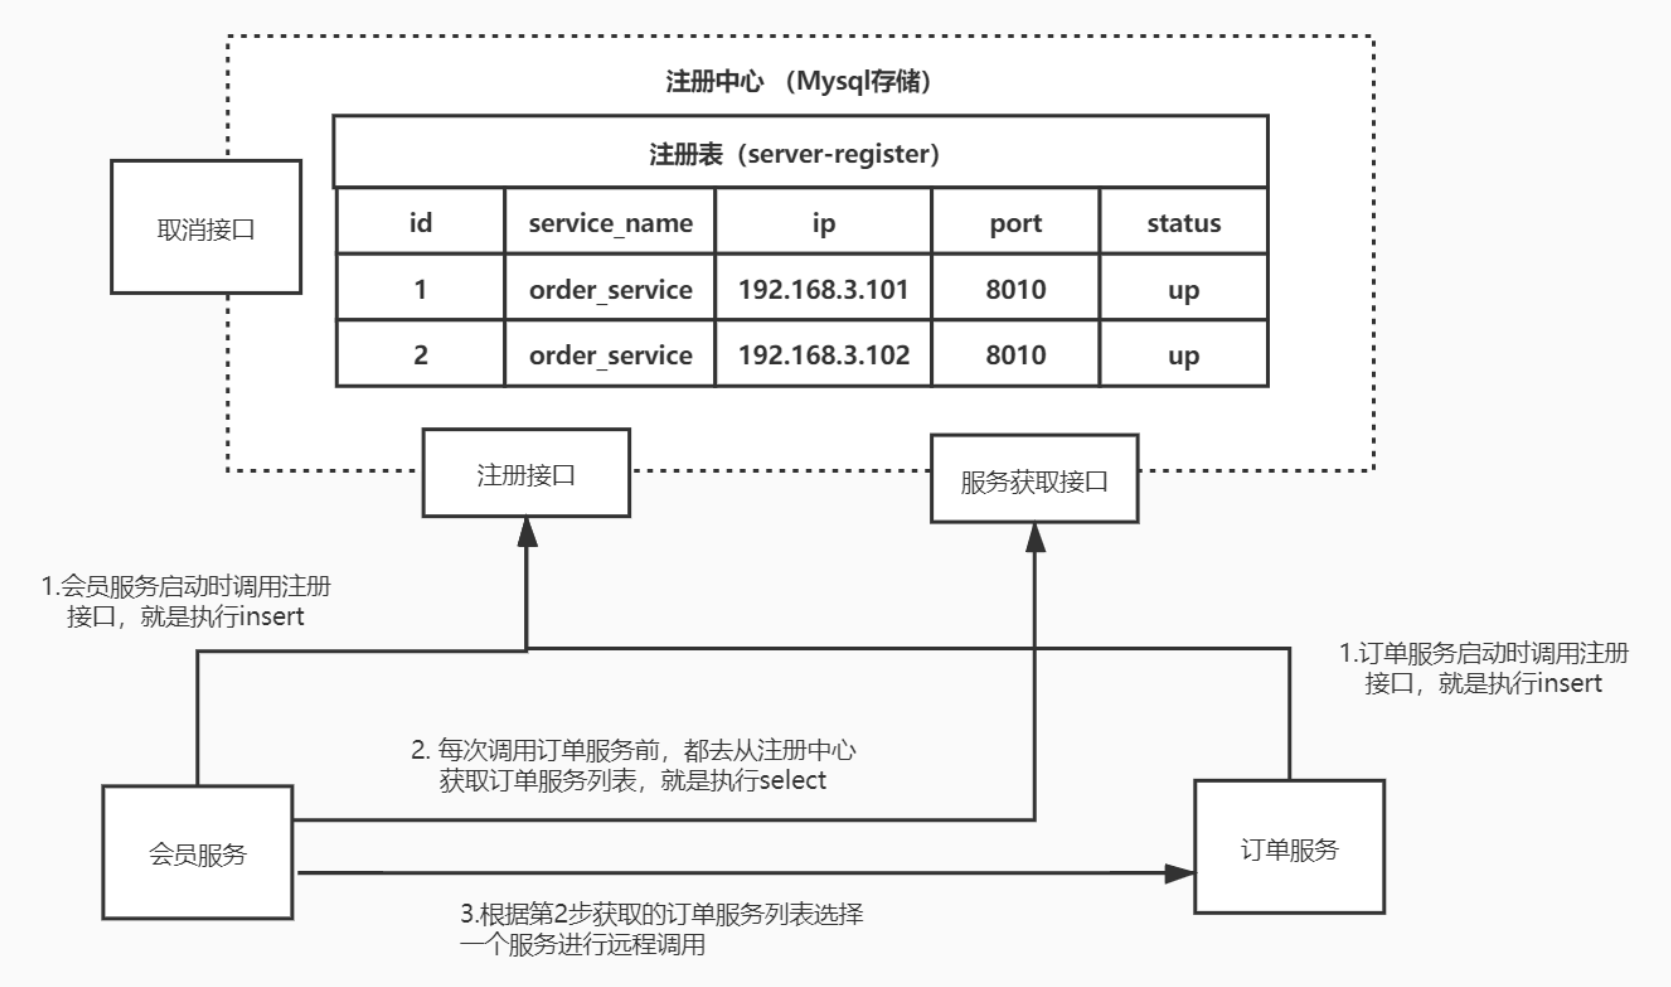 注册中心 （Mysql存储）
注册表（server-register）
取消接口
id service_name ip port status
1 order_service 192.168.3.101 8010 up
2 order_service 192.168.3.102 8010 up
注册接口
服务获取接口
1.会员服务启动时调用注册
接口，就是执行insert
1.订单服务启动时调用注册
接口，就是执行insert
2. 每次调用订单服务前，都去从注册中心
获取订单服务列表，就是执行select
会员服务
订单服务
3.根据第2步获取的订单服务列表选择
一个服务进行远程调用